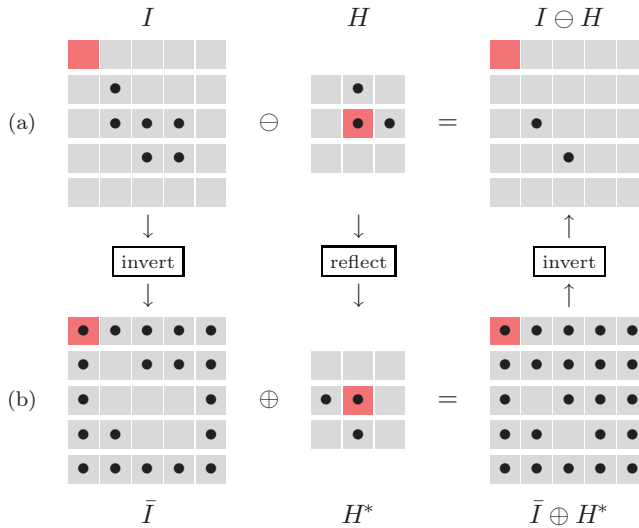 I H I ⊖ H
(a) ⊖ =
↓ ↓ ↑
invert reflect invert
↓ ↓ ↑
(b) ⊕ =
Ī H* Ī ⊕ H*